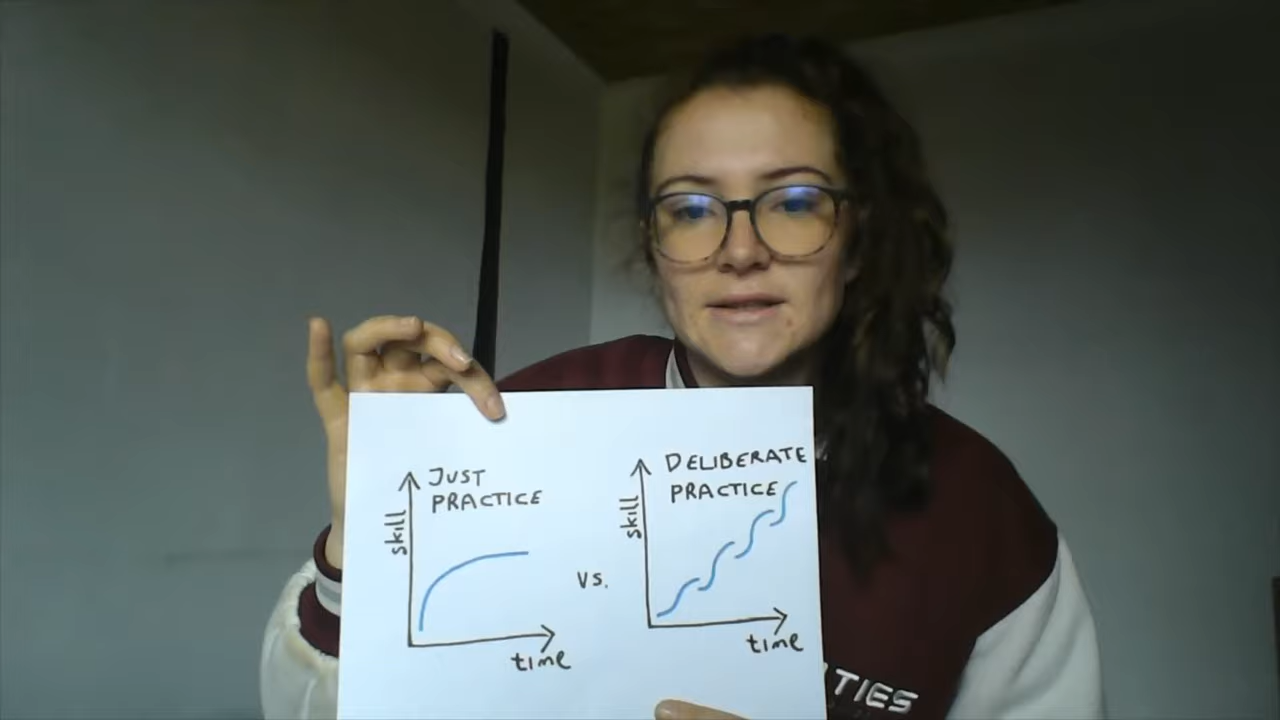 JUST
PRACTICE
skill
time
vs.
DELIBERATE
PRACTICE
skill
time
TIES